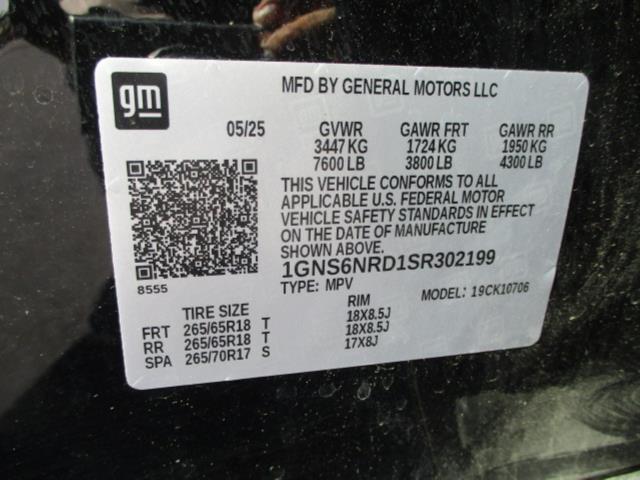 gm
MFD BY GENERAL MOTORS LLC
05/25 GVWR GAWR FRT GAWR RR
3447 KG 1724 KG 1950 KG
7600 LB 3800 LB 4300 LB
THIS VEHICLE CONFORMS TO ALL
APPLICABLE U.S. FEDERAL MOTOR
VEHICLE SAFETY STANDARDS IN EFFECT
ON THE DATE OF MANUFACTURE
SHOWN ABOVE.
1GNS6NRD1SR302199
8555
TYPE: MPV MODEL: 19CK10706
TIRE SIZE RIM
FRT 265/65R18 T 18X8.5J
RR 265/65R18 T 18X8.5J
SPA 265/70R17 S 17X8J